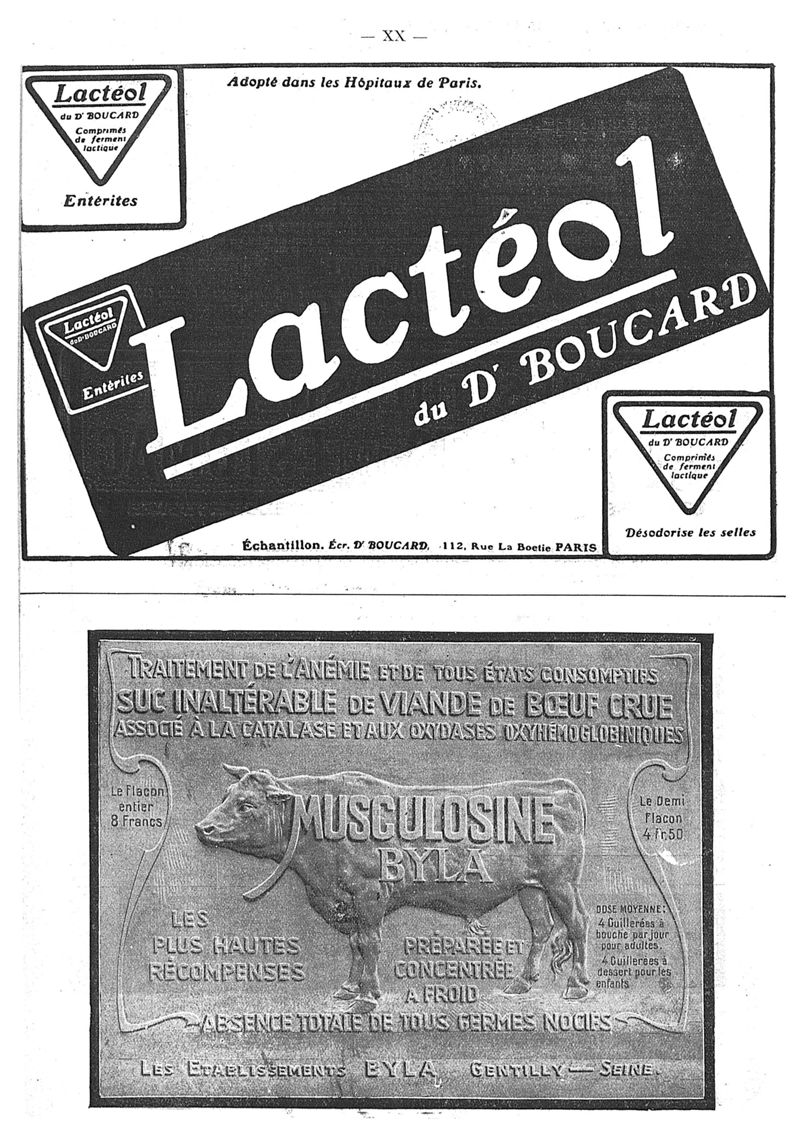 — XX —
Lactéol
du Dr BOUCARD
Comprimés
de ferment
lactique
Entérites
Adopté dans les Hôpitaux de Paris.
Lactéol
du Dr BOUCARD
Lactéol
du Dr BOUCARD
Entérites
Lactéol
du Dr BOUCARD
Comprimés
de ferment
lactique
Désodorise les selles
Échantillon. Écr. Dr BOUCARD, 112, Rue La Boetie PARIS
TRAITEMENT DE L'ANÉMIE ET DE TOUS ÉTATS CONSOMPTIFS
SUC INALTÉRABLE DE VIANDE DE BŒUF CRUE
ASSOCIÉ À LA CATALASE ET AUX OXYDASES OXYHÉMOGLOBINIQUES
Le Flacon
entier
8 Francs
Le Demi
Flacon
4 fr. 50
MUSCULOSINE
BYLA
LES
PLUS HAUTES
RÉCOMPENSES
PRÉPARÉE ET
CONCENTRÉE
A FROID
DOSE MOYENNE:
4 Cuillerées à
bouche par jour
pour adultes.
4 Cuillerées à
dessert pour les
enfants
ABSENCE TOTALE DE TOUS GERMES NOCIFS
LES ETABLISSEMENTS BYLA GENTILLY — SEINE.